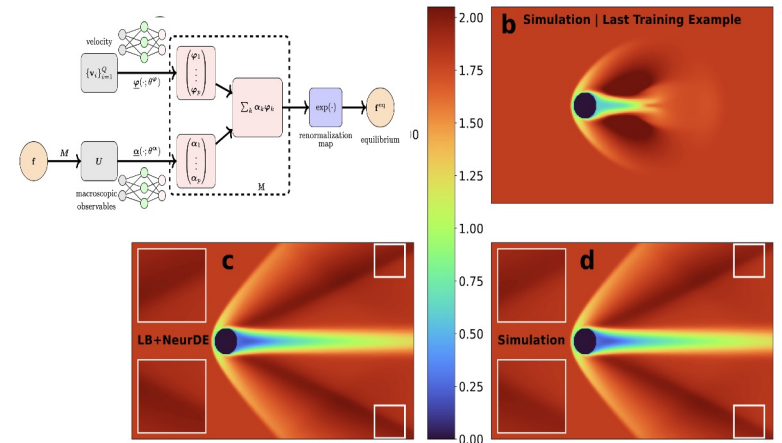 velocity
{v_i}^Q_{i=1}
φ(·;θ^φ)
(φ_1
⋮
φ_p)
∑_k α_k φ_k
exp(·)
f^eq
renormalization
map
equilibrium
f
M
U
α(·;θ^α)
(α_1
⋮
α_p)
macroscopic
observables
M
2.00
1.75
1.50
1.25
1.00
0.75
0.50
0.25
0.00
b Simulation | Last Training Example
c
LB+NeurDE
d
Simulation